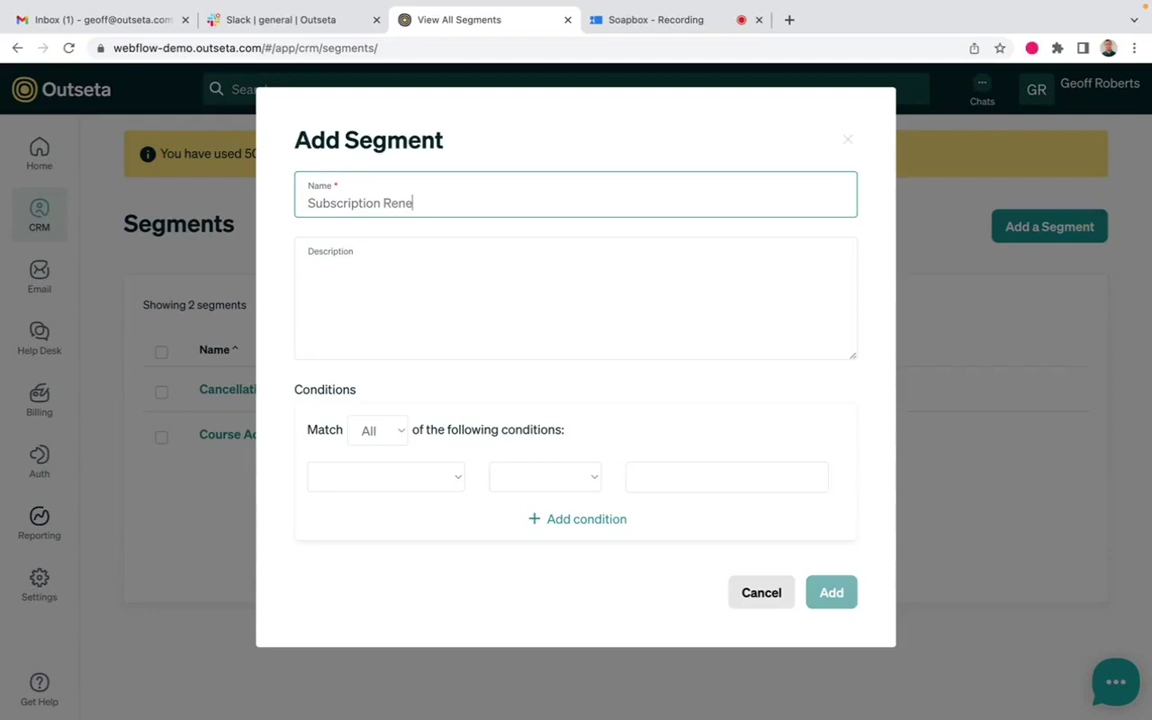 Inbox (1) - geoff@outseta.com
Slack | general | Outseta
View All Segments
Soapbox - Recording
webflow-demo.outseta.com/#/app/crm/segments/
Outseta
Chats
GR
Geoff Roberts
Home
CRM
Email
Help Desk
Billing
Auth
Reporting
Settings
Get Help
You have used 50
Segments
Add a Segment
Showing 2 segments
Name
Add Segment
Name *
Subscription Rene
Description
Conditions
Match All of the following conditions:
+ Add condition
Cancel
Add